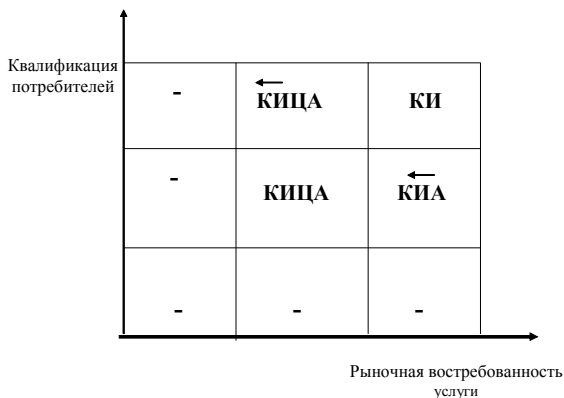 Квалификация
потребителей
- КИЦА КИ
- КИЦА КИА
- - -
Рыночная востребованность
услуги